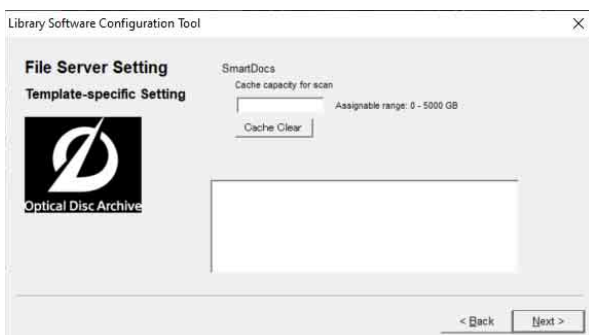 Library Software Configuration Tool
File Server Setting
Template-specific Setting
Optical Disc Archive
SmartDocs
Cache capacity for scan
Assignable range: 0 - 5000 GB
Cache Clear
< Back
Next >